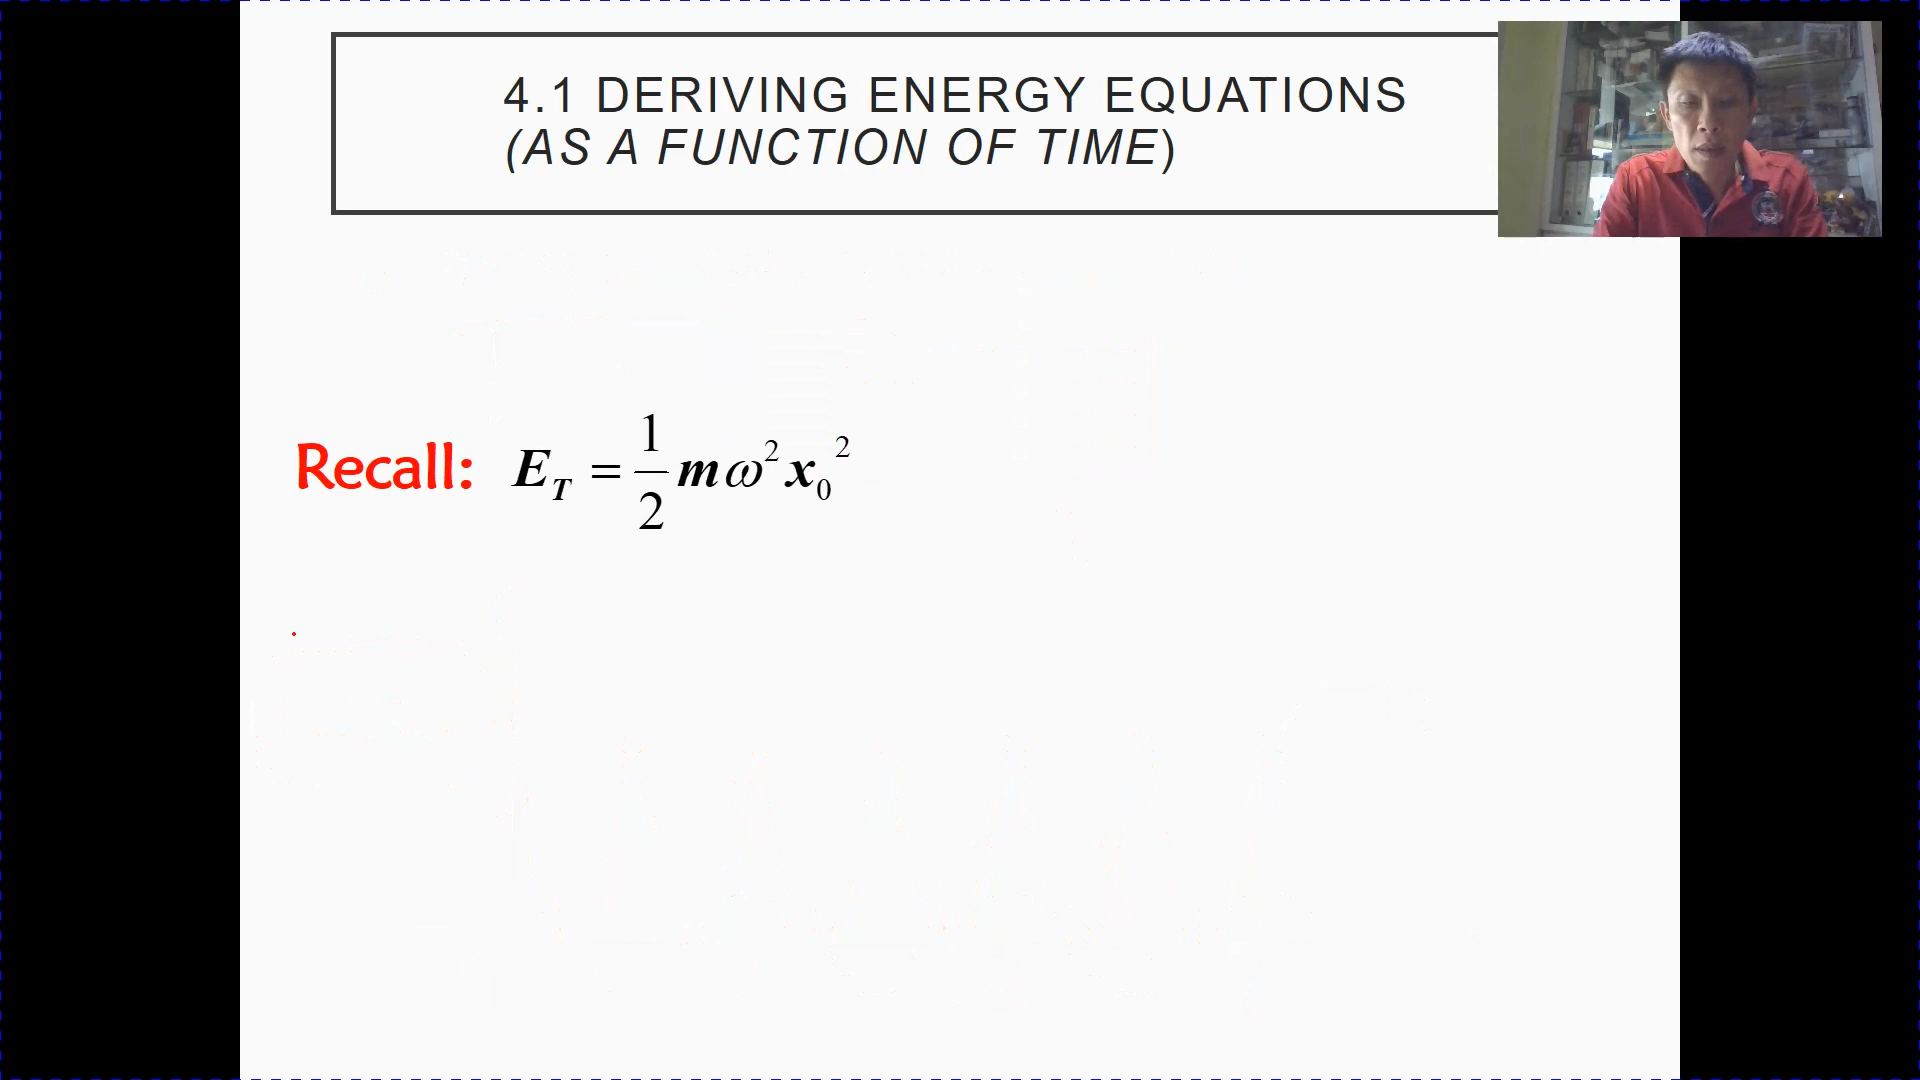 4.1 DERIVING ENERGY EQUATIONS
(AS A FUNCTION OF TIME)
Recall: E_T = 1/2 mω² x₀²